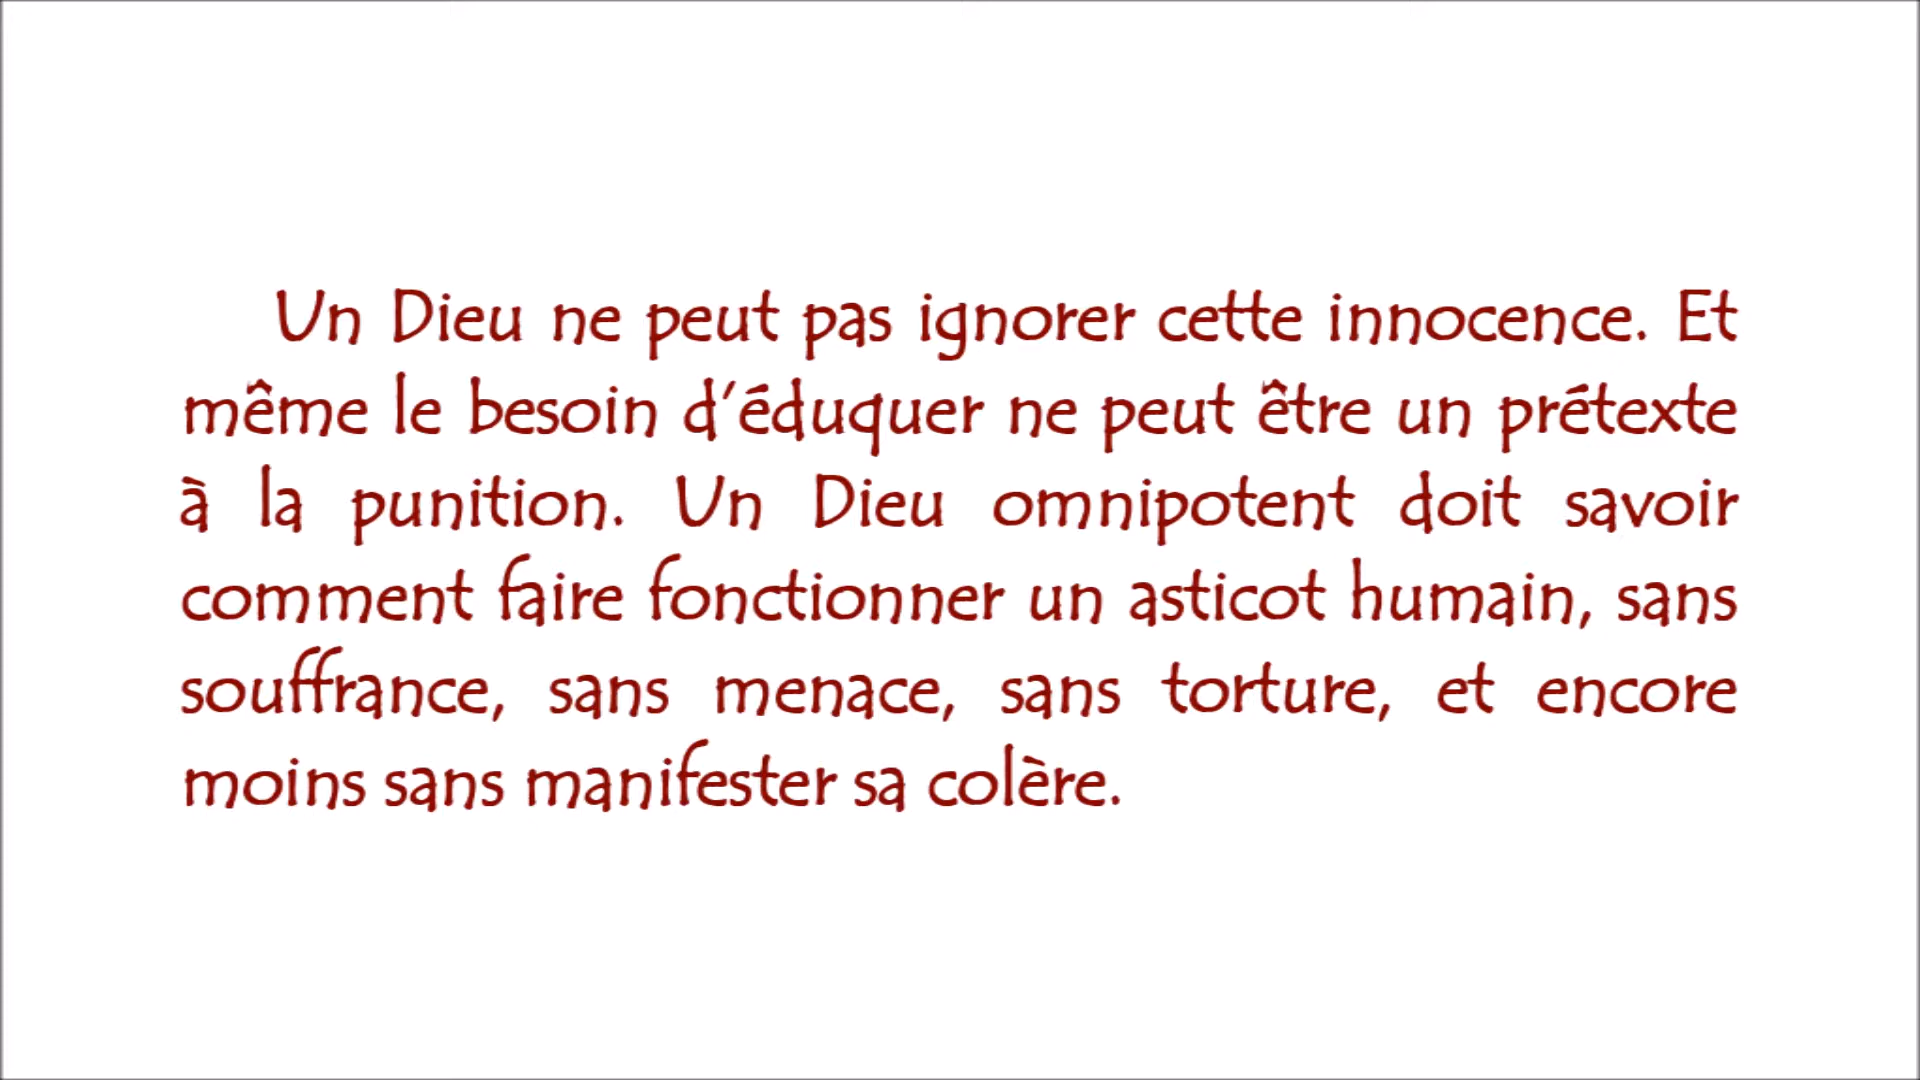 Un Dieu ne peut pas ignorer cette innocence. Et
même le besoin d’éduquer ne peut être un prétexte
à la punition. Un Dieu omnipotent doit savoir
comment faire fonctionner un asticot humain, sans
souffrance, sans menace, sans torture, et encore
moins sans manifester sa colère.